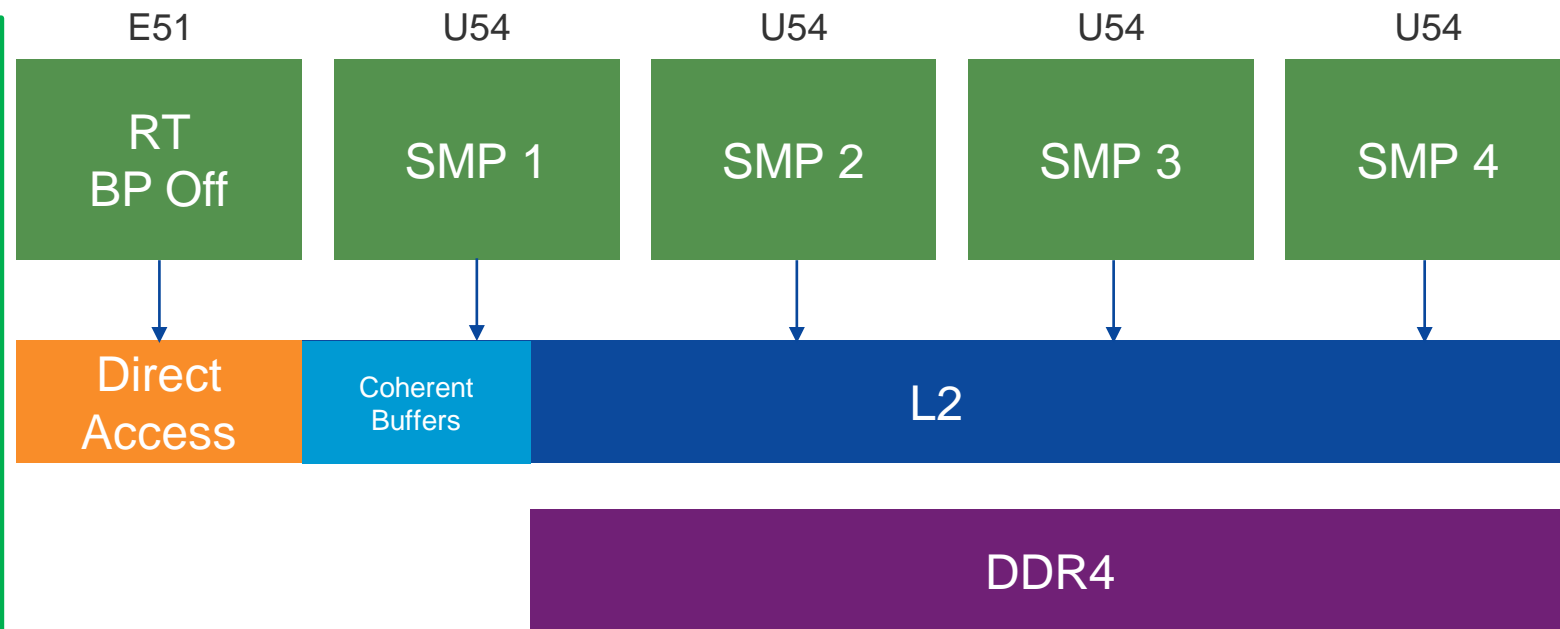 E51 U54 U54 U54 U54
RT
BP Off
SMP 1
SMP 2
SMP 3
SMP 4
Direct
Access
Coherent
Buffers
L2
DDR4